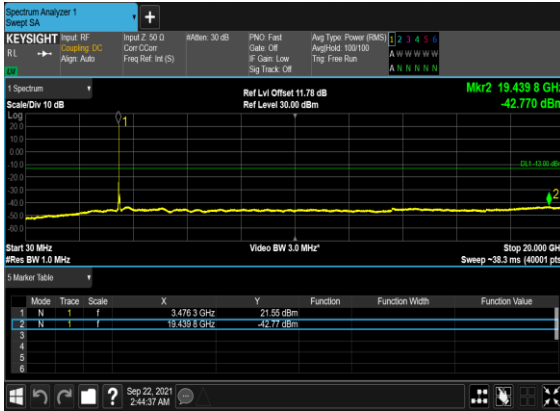 Spectrum Analyzer 1
Swept SA
+
KEYSIGHT Input: RF Input Z: 50 Ω #Atten: 30 dB PNO: Fast Avg Type: Power (RMS) 1 2 3 4 5 6
RL Coupling: DC Corr CCorr Gate: Off Avg|Hold: 100/100 A W W W W W
Align: Auto Freq Ref: Int (S) IF Gain: Low Trig: Free Run
Sig Track: Off A N N N N N
1 Spectrum Ref Lvl Offset 11.78 dB Mkr2 19.439 8 GHz
Scale/Div 10 dB Ref Level 30.00 dBm -42.770 dBm
Log
20.0
10.0
0.00
-10.0
DL1 -13.00 dBm
-20.0
-30.0
-40.0
-50.0
-60.0
1
2
Start 30 MHz Video BW 3.0 MHz* Stop 20.000 GHz
#Res BW 1.0 MHz Sweep ~38.3 ms (40001 pts)
5 Marker Table
Mode Trace Scale X Y Function Function Width Function Value
1 N 1 f 3.476 3 GHz 21.55 dBm
2 N 1 f 19.439 8 GHz -42.77 dBm
3
4
5
6
? Sep 22, 2021
2:44:37 AM